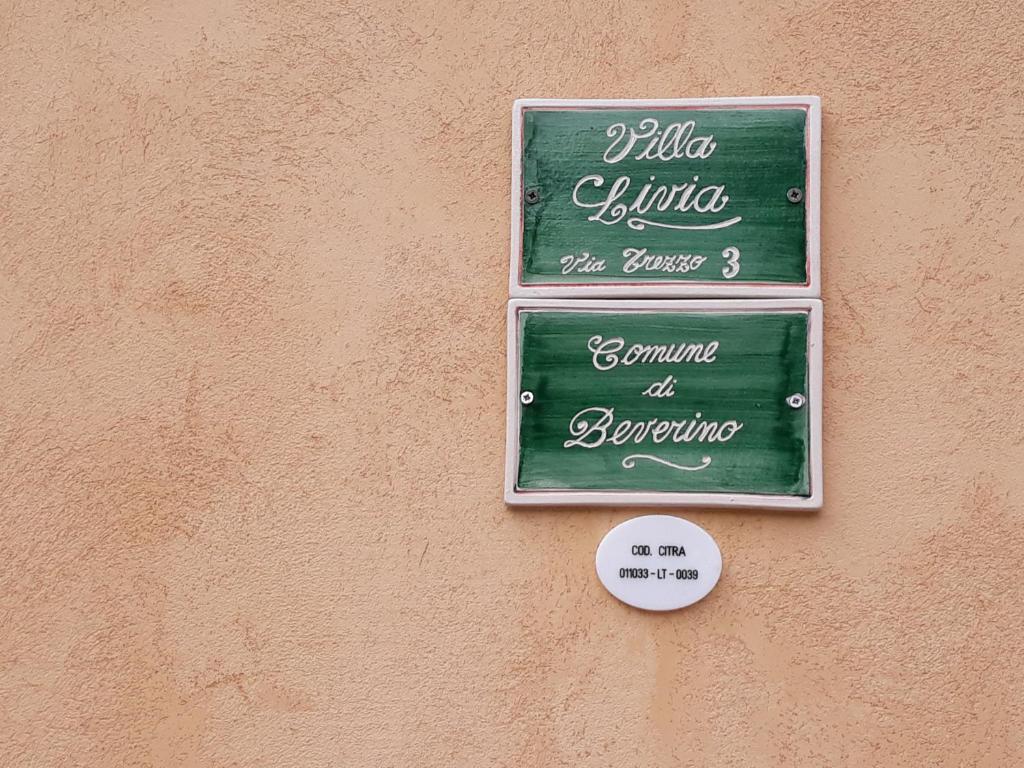 Villa
Livia
Via Trezzo 3
Comune
di
Beverino
COD. CITRA
011033-LT-0039